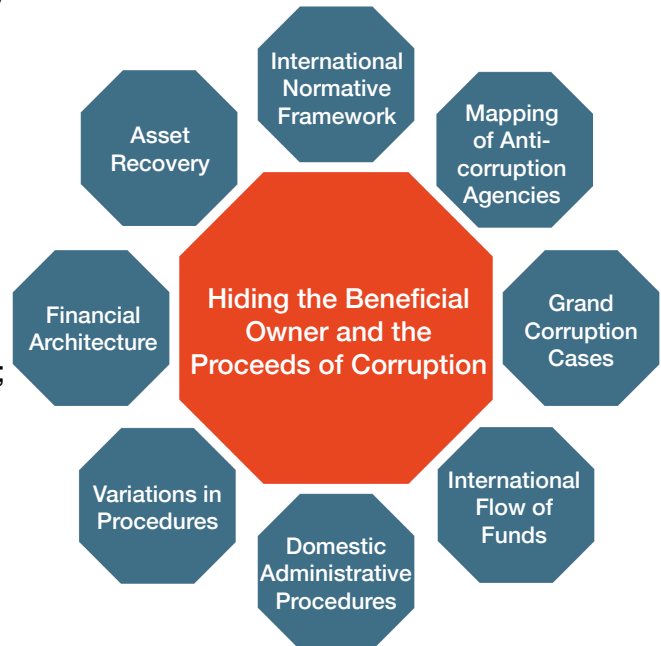 International
Normative
Framework
Mapping
of Anti-
corruption
Agencies
Grand
Corruption
Cases
International
Flow of
Funds
Domestic
Administrative
Procedures
Variations in
Procedures
Financial
Architecture
Asset
Recovery
Hiding the Beneficial
Owner and the
Proceeds of Corruption
;